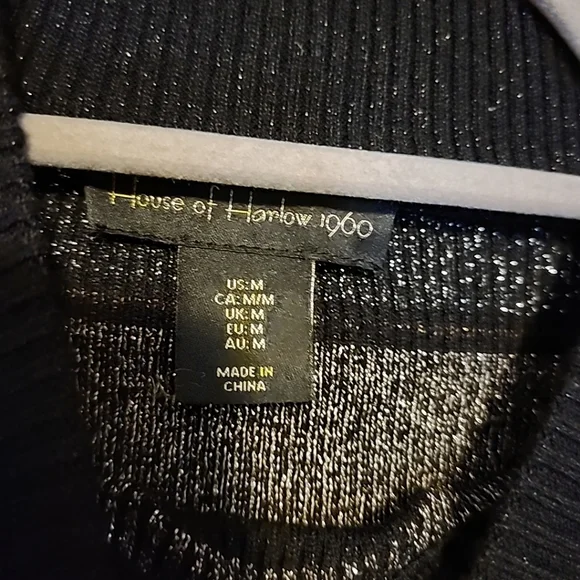 House of Harlow 1960
US: M
CA: M/M
UK: M
EU: M
AU: M
MADE IN
CHINA